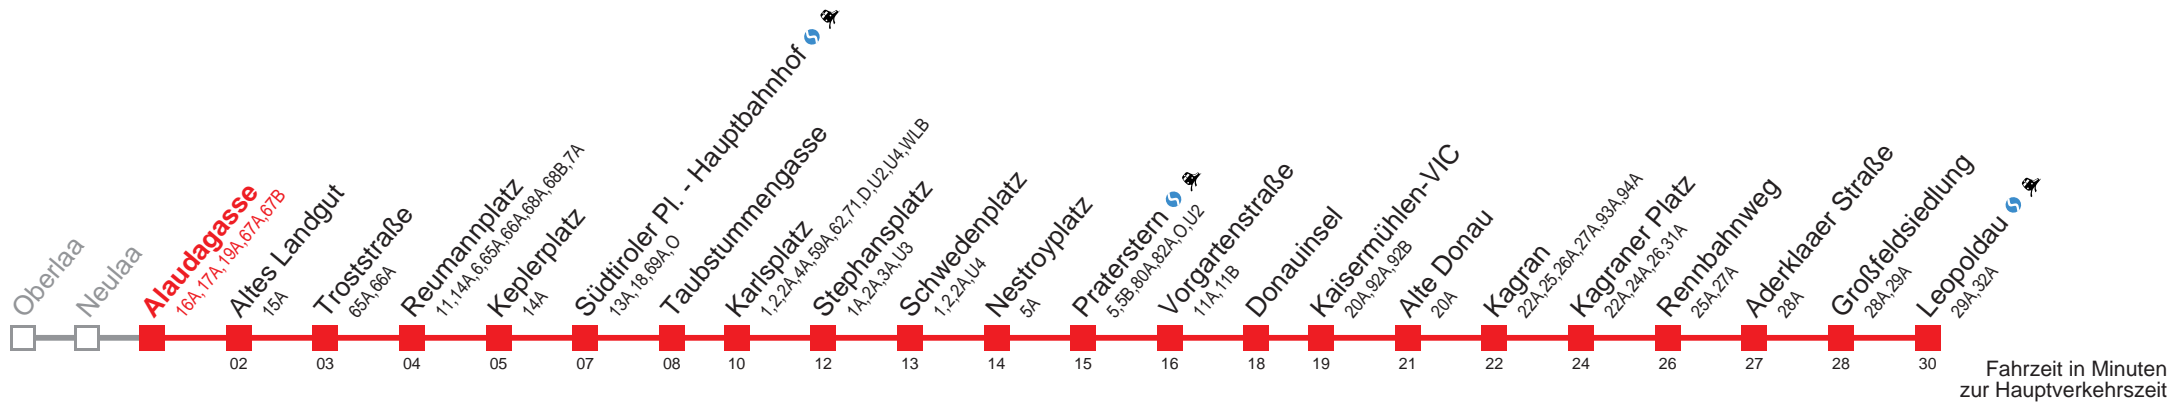 Oberlaa
Neulaa
Alaudagasse
16A,17A,19A,67A,67B
Altes Landgut
15A
Troststraße
65A,66A
Reumannplatz
11,14A,6,65A,66A,68A,68B,7A
Keplerplatz
14A
Südtiroler Pl. - Hauptbahnhof
13A,18,69A,O
Taubstummengasse
Karlsplatz
1,2,2A,4A,59A,62,71,D,U2,U4,WLB
Stephansplatz
1A,2A,3A,U3
Schwedenplatz
1,2,2A,U4
Nestroyplatz
5A
Praterstern
5,5B,80A,82A,O,U2
Vorgartenstraße
11A,11B
Donauinsel
Kaisermühlen-VIC
20A,92A,92B
Alte Donau
20A
Kagran
22A,25,26A,27A,93A,94A
Kagraner Platz
22A,24A,26,31A
Rennbahnweg
25A,27A
Aderklaaer Straße
28A
Großfeldsiedlung
28A,29A
Leopoldau
29A,32A
02 03 04 05 07 08 10 12 13 14 15 16 18 19 21 22 24 26 27 28 30
Fahrzeit in Minuten
zur Hauptverkehrszeit